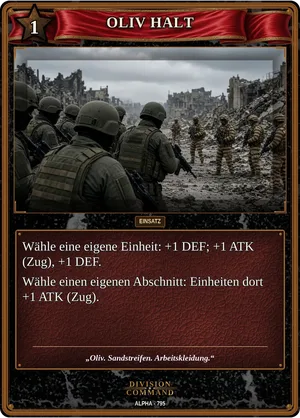 1
OLIV HALT
EINSATZ
Wähle eine eigene Einheit: +1 DEF; +1 ATK
(Zug), +1 DEF.
Wähle einen eigenen Abschnitt: Einheiten dort
+1 ATK (Zug).
„Oliv. Sandstreifen. Arbeitskleidung.“
DIVISION
COMMAND
ALPHA · 795